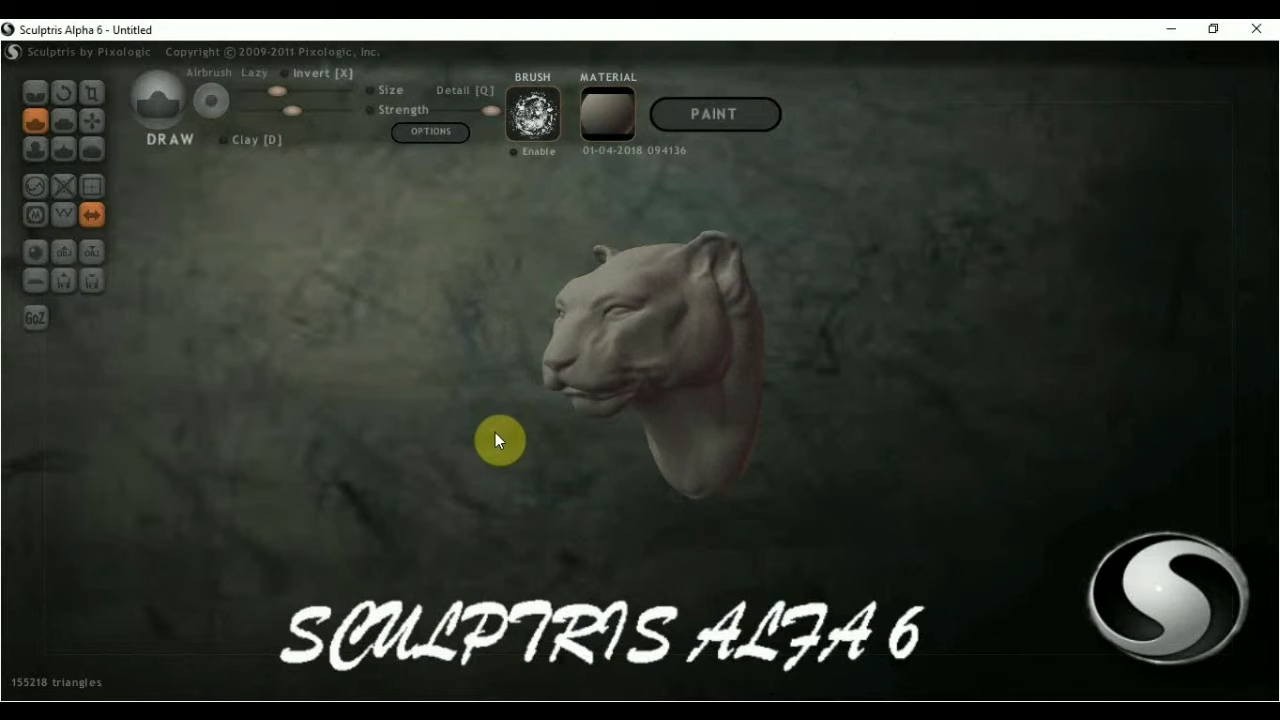 Sculptris Alpha 6 - Untitled
Sculptris by Pixologic Copyright © 2009-2011 Pixologic, Inc.
Airbrush Lazy Invert [X]
Size Detail [Q]
Strength
OPTIONS
DRAW
Clay [D]
BRUSH
Enable
MATERIAL
01-04-2018 094136
PAINT
OBJ
GoZ
SCULPTRIS ALFA 6
155218 triangles